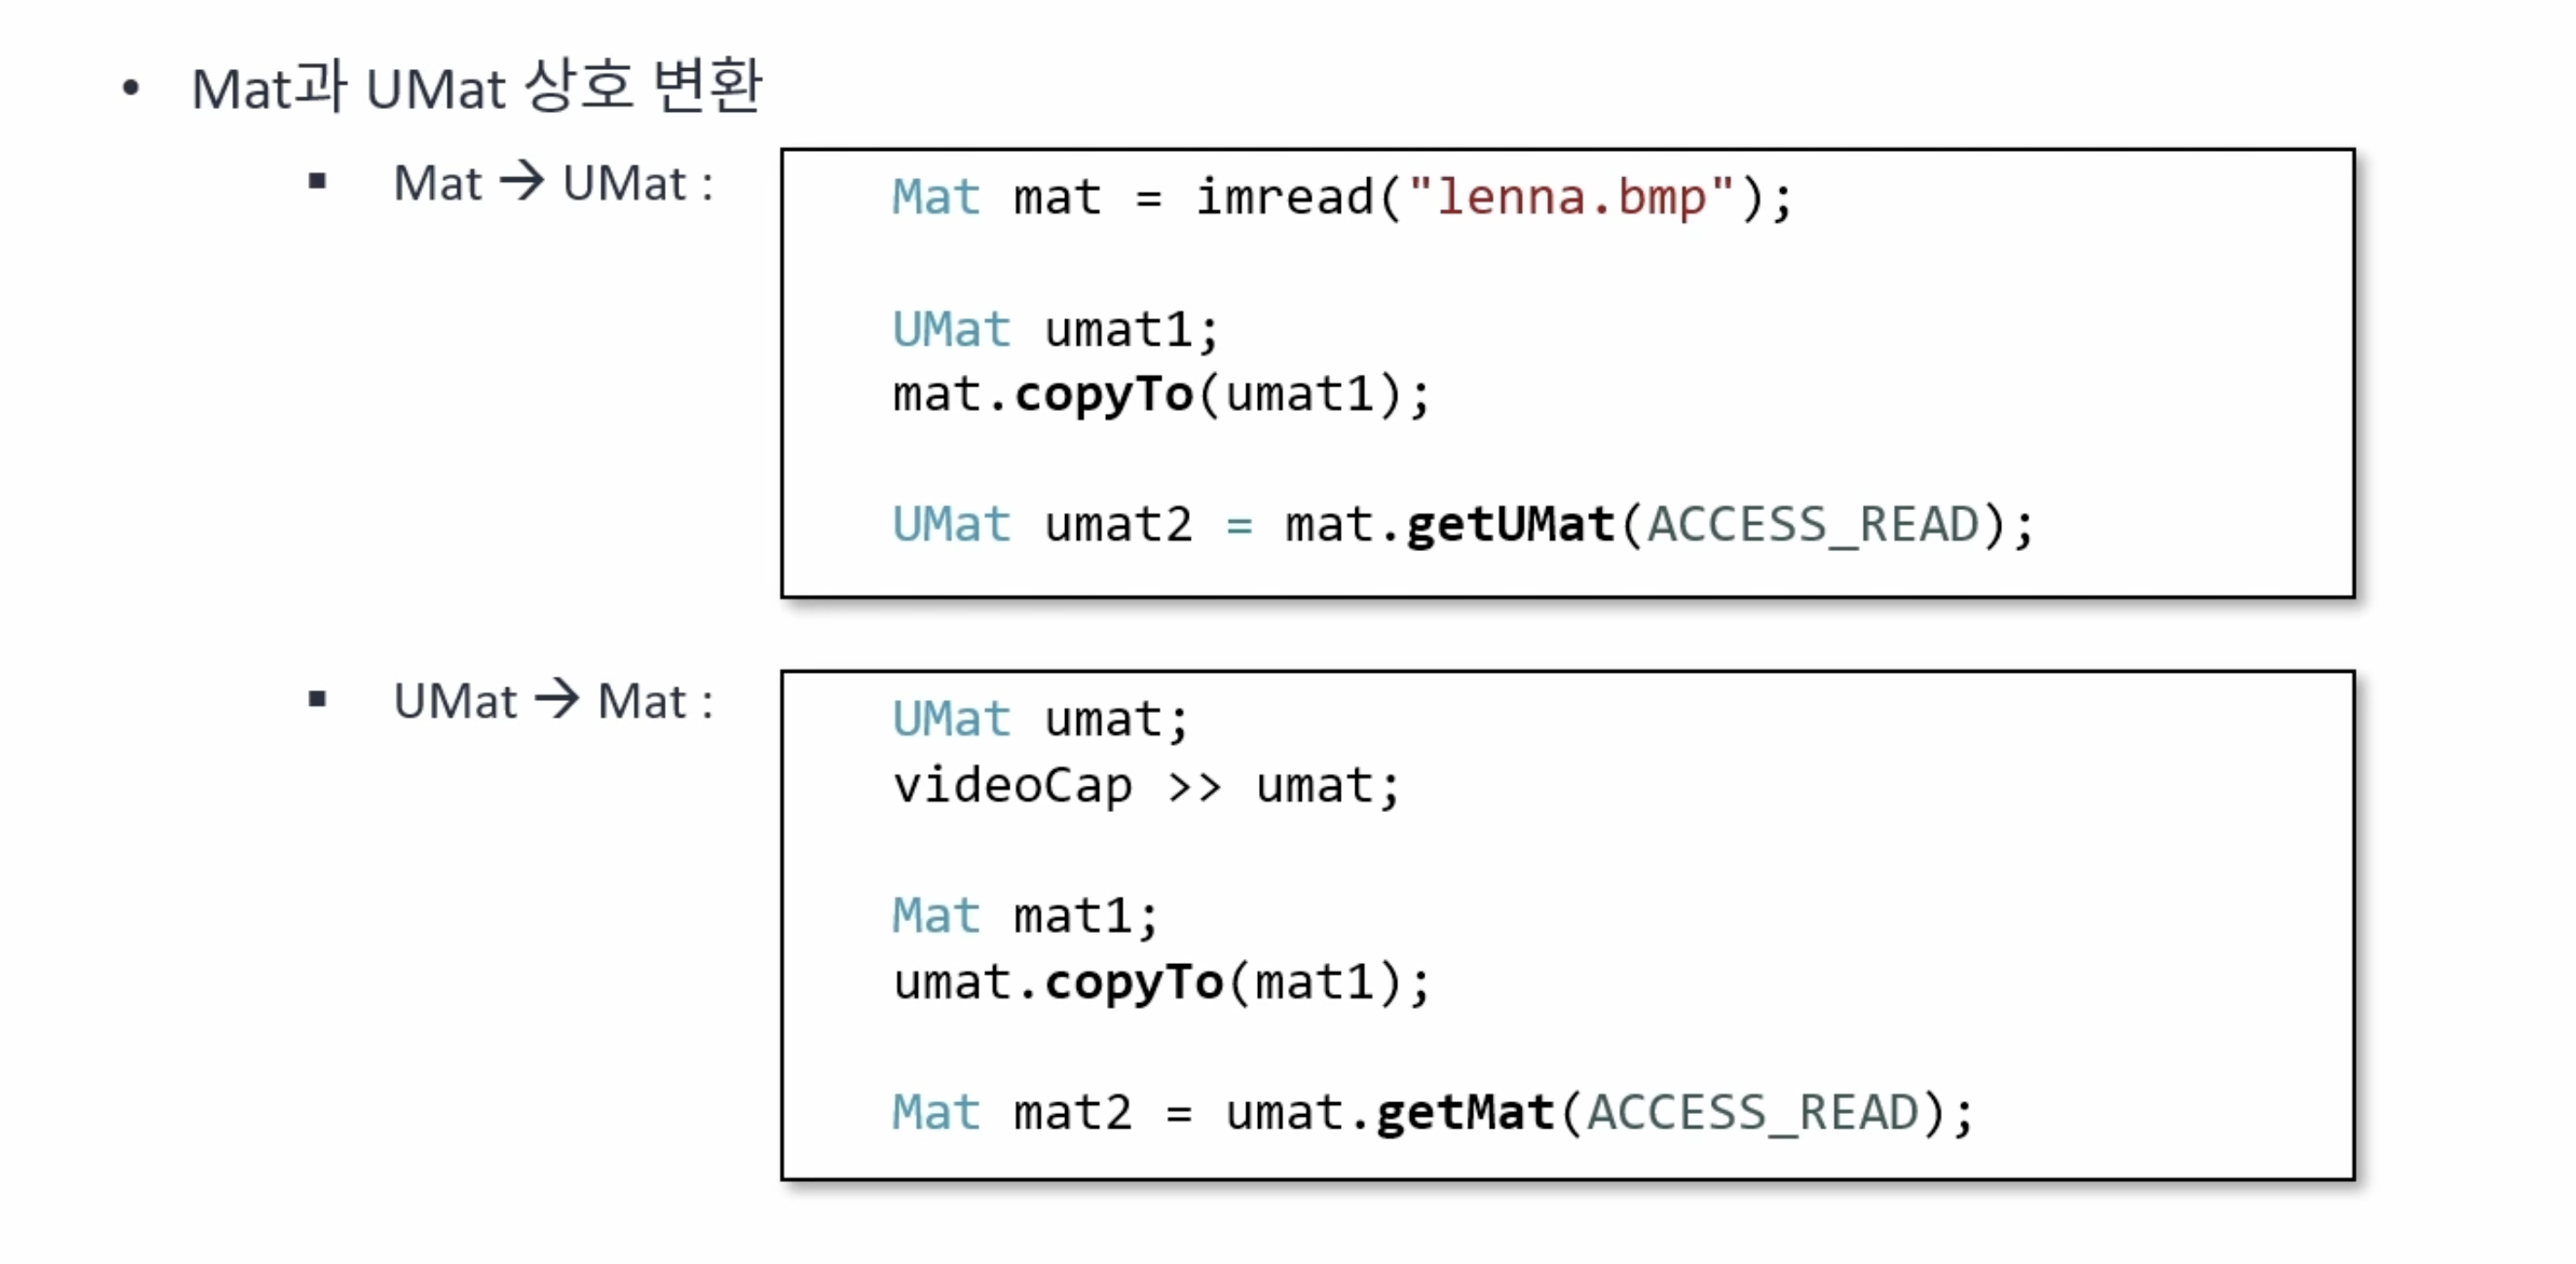 • Mat과 UMat 상호 변환
▪ Mat → UMat :
Mat mat = imread("lenna.bmp");
UMat umat1;
mat.copyTo(umat1);
UMat umat2 = mat.getUMat(ACCESS_READ);
▪ UMat → Mat :
UMat umat;
videoCap >> umat;
Mat mat1;
umat.copyTo(mat1);
Mat mat2 = umat.getMat(ACCESS_READ);